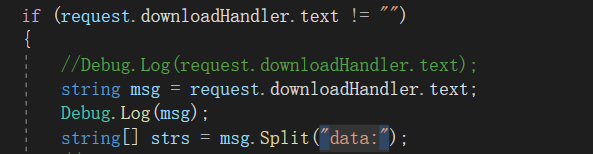 if (request.downloadHandler.text != "")
{
//Debug.Log(request.downloadHandler.text);
string msg = request.downloadHandler.text;
Debug.Log(msg);
string[] strs = msg.Split("data:");